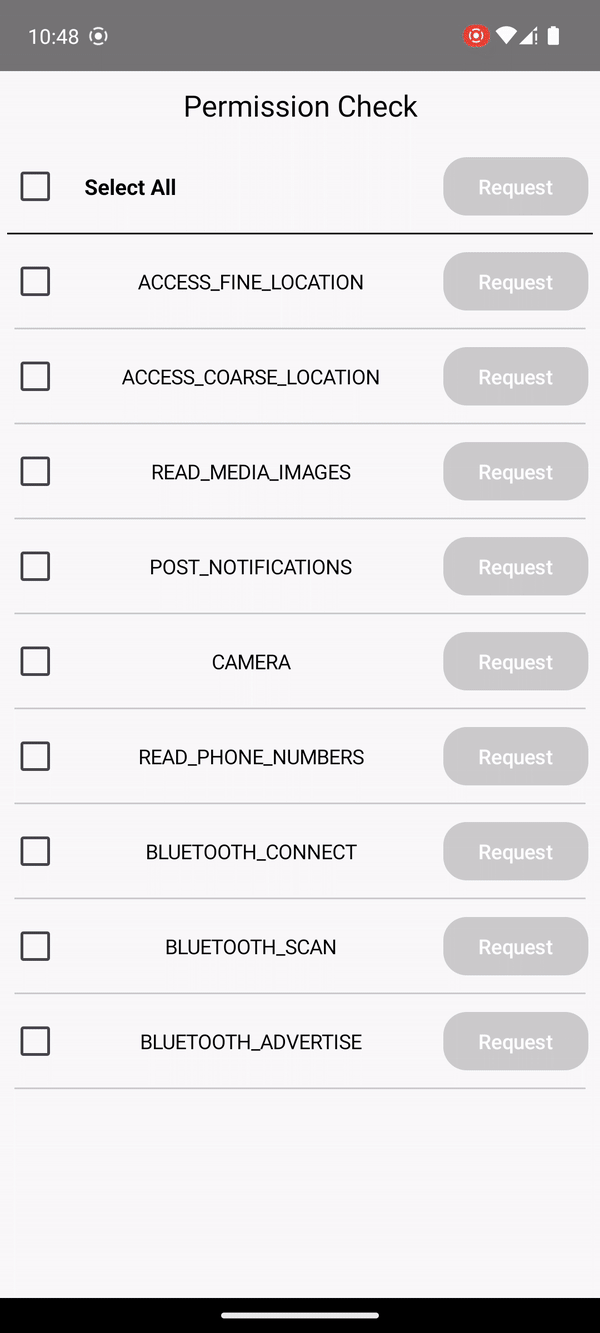 10:48
Permission Check
Select All Request
ACCESS_FINE_LOCATION Request
ACCESS_COARSE_LOCATION Request
READ_MEDIA_IMAGES Request
POST_NOTIFICATIONS Request
CAMERA Request
READ_PHONE_NUMBERS Request
BLUETOOTH_CONNECT Request
BLUETOOTH_SCAN Request
BLUETOOTH_ADVERTISE Request